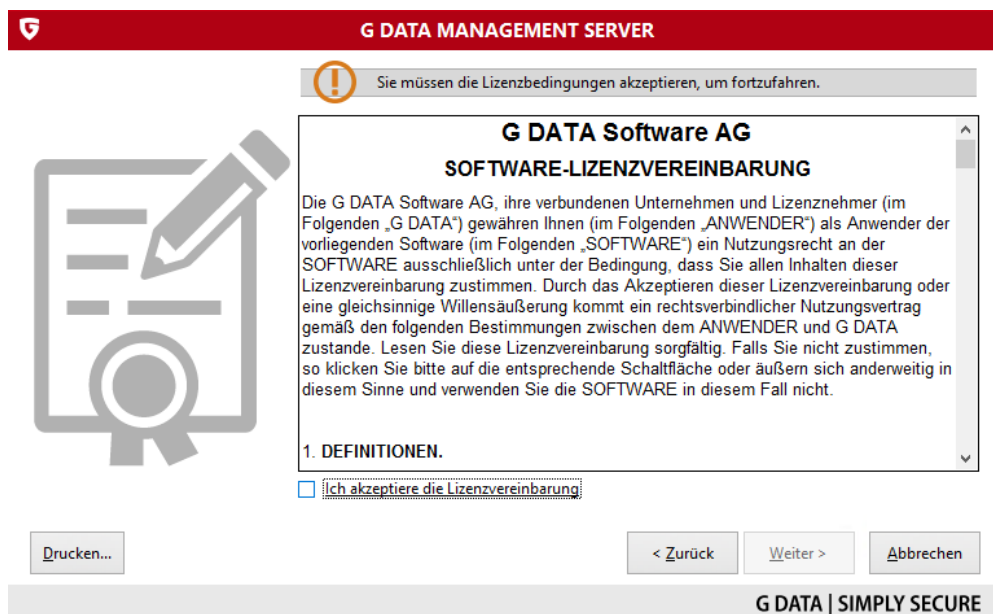 G DATA MANAGEMENT SERVER
Sie müssen die Lizenzbedingungen akzeptieren, um fortzufahren.
G DATA Software AG
SOFTWARE-LIZENZVEREINBARUNG
Die G DATA Software AG, ihre verbundenen Unternehmen und Lizenznehmer (im
Folgenden „G DATA“) gewähren Ihnen (im Folgenden „ANWENDER“) als Anwender der
vorliegenden Software (im Folgenden „SOFTWARE“) ein Nutzungsrecht an der
SOFTWARE ausschließlich unter der Bedingung, dass Sie allen Inhalten dieser
Lizenzvereinbarung zustimmen. Durch das Akzeptieren dieser Lizenzvereinbarung oder
eine gleichsinnige Willensäußerung kommt ein rechtsverbindlicher Nutzungsvertrag
gemäß den folgenden Bestimmungen zwischen dem ANWENDER und G DATA
zustande. Lesen Sie diese Lizenzvereinbarung sorgfältig. Falls Sie nicht zustimmen,
so klicken Sie bitte auf die entsprechende Schaltfläche oder äußern sich anderweitig in
diesem Sinne und verwenden Sie die SOFTWARE in diesem Fall nicht.
1. DEFINITIONEN.
Ich akzeptiere die Lizenzvereinbarung
Drucken...
< Zurück
Weiter >
Abbrechen
G DATA | SIMPLY SECURE